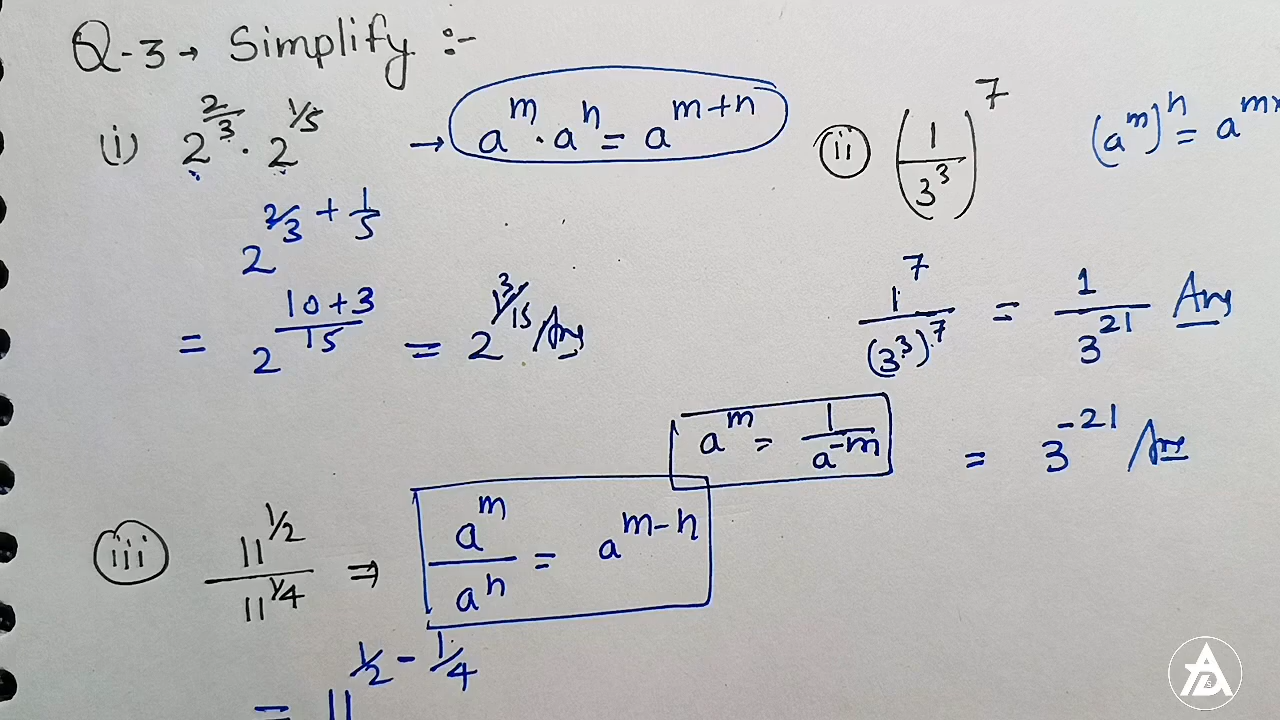 Q-3→ Simplify :-
(i) 2^{2/3} · 2^{1/5} → a^m · a^n = a^{m+n}
2^{2/3 + 1/5}
= 2^{(10+3)/15} = 2^{13/15} Ans
(ii) (1/3^3)^7 (a^m)^n = a^{mn}
1^7/(3^3)^7 = 1/3^{21} Ans
a^m = 1/a^{-m} = 3^{-21} Ans
(iii) 11^{1/2}/11^{1/4} ⇒ a^m/a^n = a^{m-n}
= 11^{1/2 - 1/4}